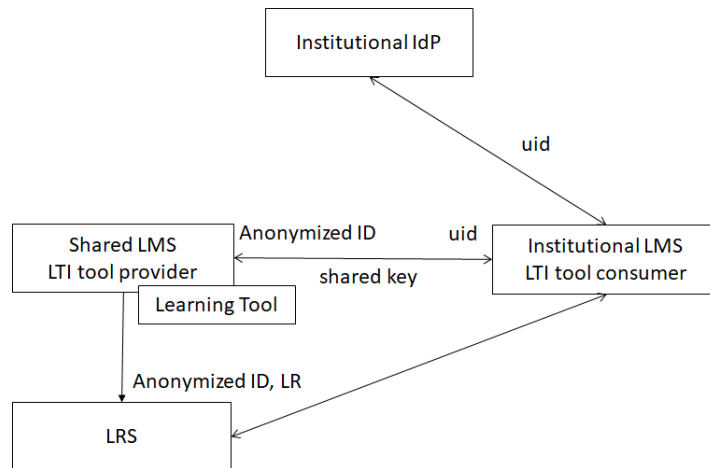 Institutional IdP
uid
Anonymized ID
uid
Shared LMS
LTI tool provider
Institutional LMS
LTI tool consumer
shared key
Learning Tool
Anonymized ID, LR
LRS